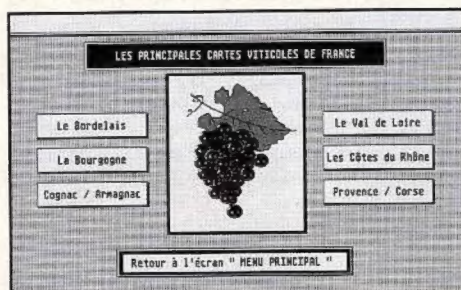 LES PRINCIPALES CARTES VITICOLES DE FRANCE
Le Bordelais
La Bourgogne
Cognac / Armagnac
Le Val de Loire
Les Côtes du Rhône
Provence / Corse
Retour à l'écran " MENU PRINCIPAL "